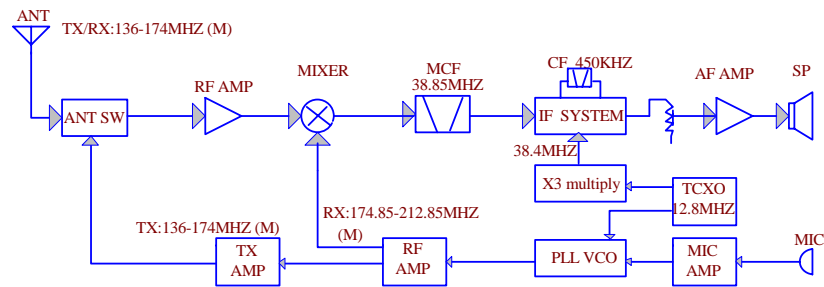 ANT
TX/RX:136-174MHZ (M)
ANT SW
RF AMP
MIXER
MCF
38.85MHZ
CF 450KHZ
IF SYSTEM
AF AMP
SP
38.4MHZ
X3 multiply
TCXO
12.8MHZ
RX:174.85-212.85MHZ
(M)
TX:136-174MHZ (M)
TX
AMP
RF
AMP
PLL VCO
MIC
AMP
MIC